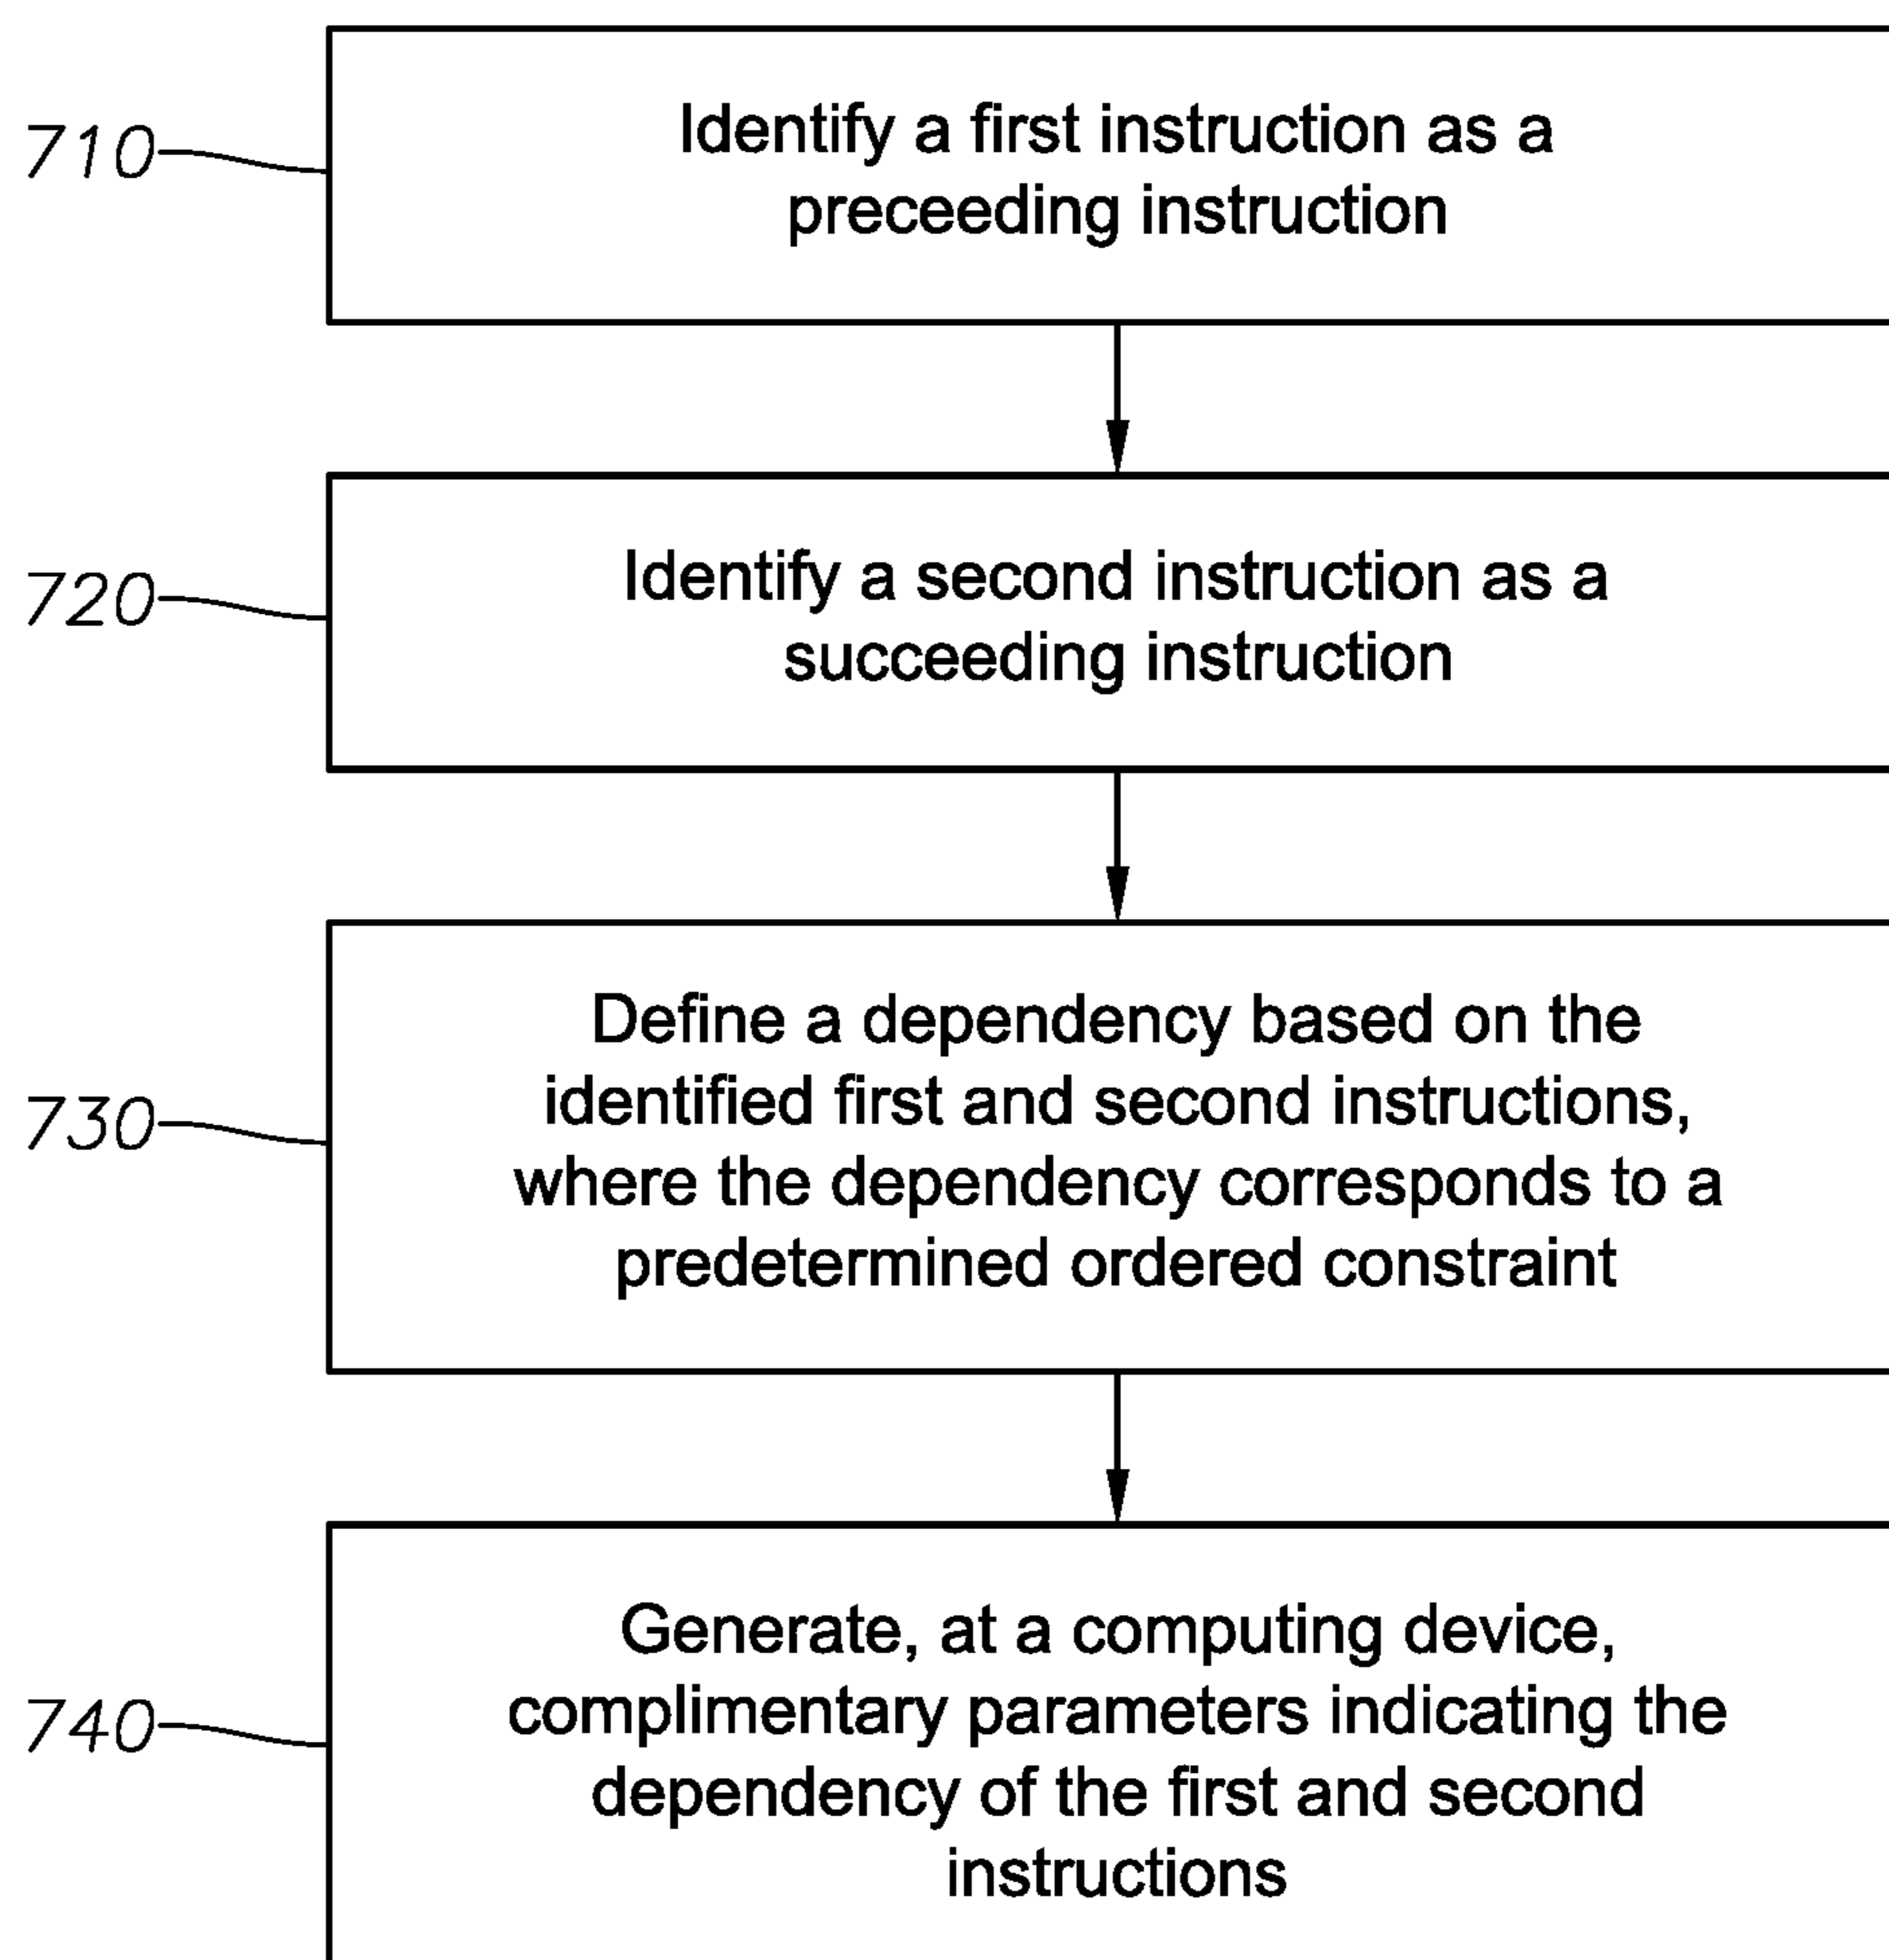 710
Identify a first instruction as a
preceeding instruction
720
Identify a second instruction as a
succeeding instruction
730
Define a dependency based on the
identified first and second instructions,
where the dependency corresponds to a
predetermined ordered constraint
740
Generate, at a computing device,
complimentary parameters indicating the
dependency of the first and second
instructions